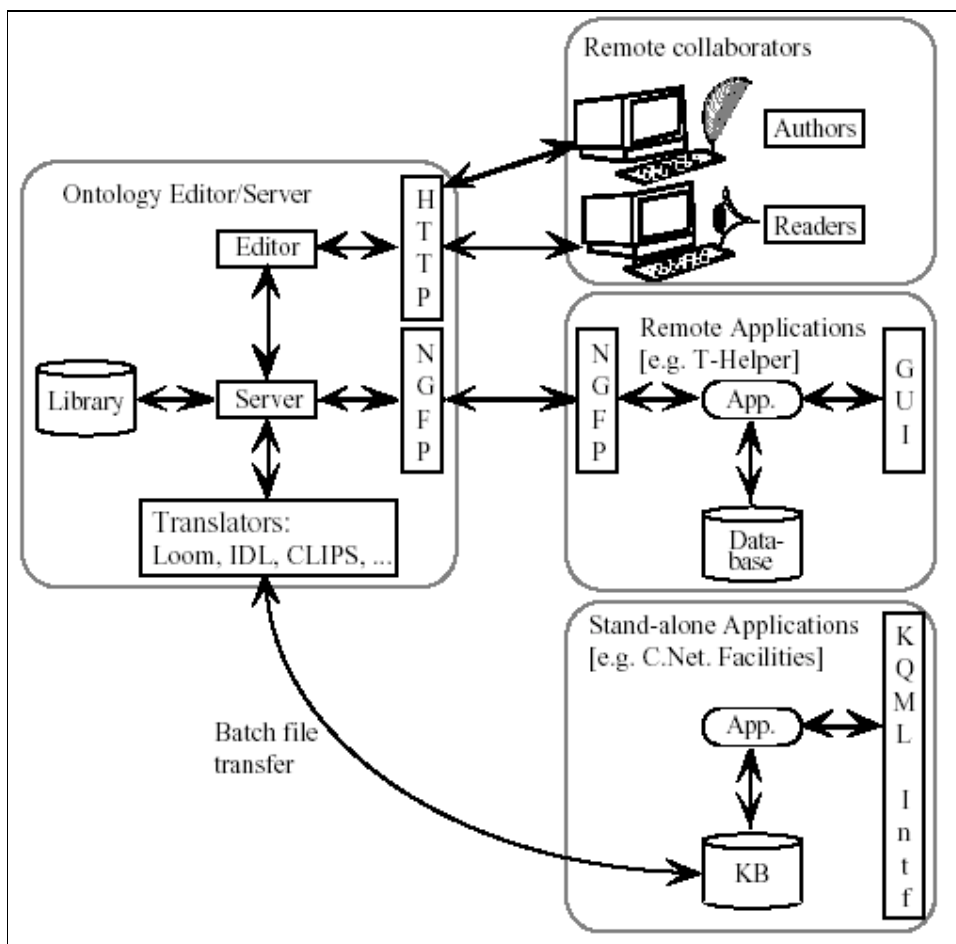 Remote collaborators
Authors
Readers
Ontology Editor/Server
Editor
HTTP
Library
Server
NGFP
Translators:
Loom, IDL, CLIPS, ...
Remote Applications
[e.g. T-Helper]
NGFP
App.
GUI
Data-
base
Stand-alone Applications
[e.g. C.Net. Facilities]
App.
KQML Intf
KB
Batch file
transfer